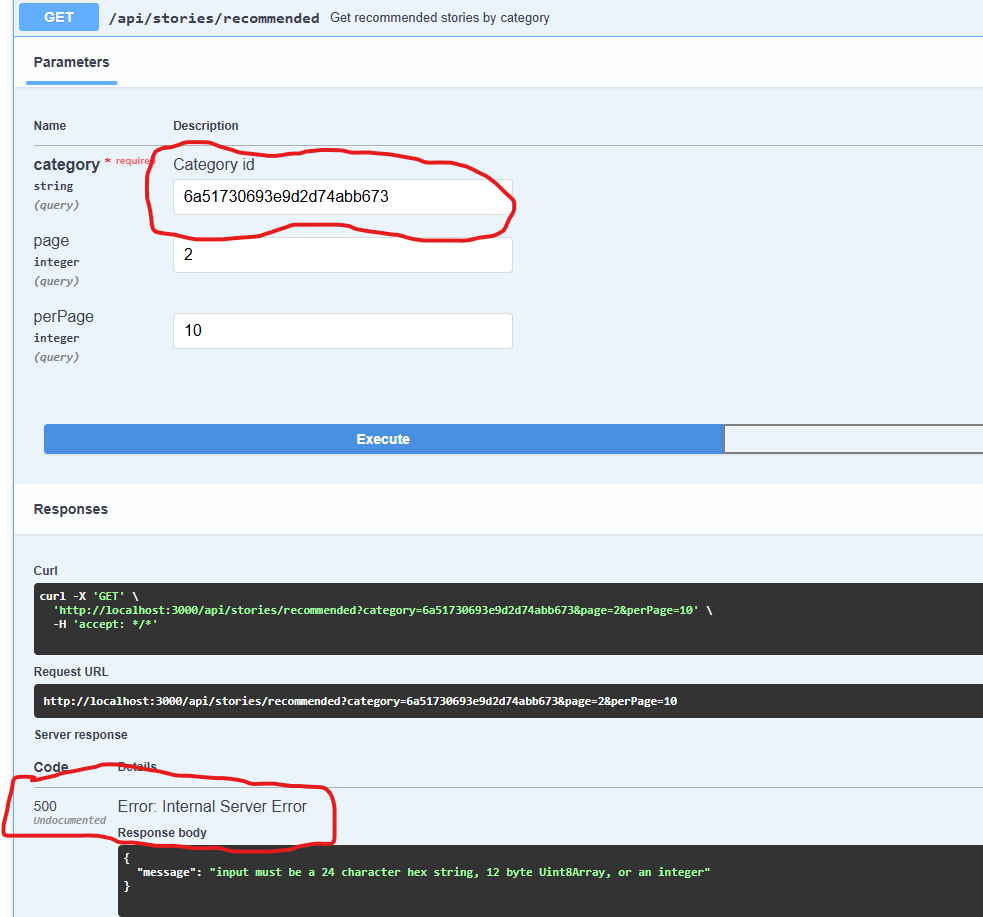 GET /api/stories/recommended Get recommended stories by category
Parameters
Name Description
category * required Category id
string 6a51730693e9d2d74abb673
(query)
page 2
integer
(query)
perPage 10
integer
(query)
Execute
Responses
Curl
curl -X 'GET' \
'http://localhost:3000/api/stories/recommended?category=6a51730693e9d2d74abb673&page=2&perPage=10' \
-H 'accept: */*'
Request URL
http://localhost:3000/api/stories/recommended?category=6a51730693e9d2d74abb673&page=2&perPage=10
Server response
Code Details
500 Error: Internal Server Error
Undocumented
Response body
{
"message": "input must be a 24 character hex string, 12 byte Uint8Array, or an integer"
}